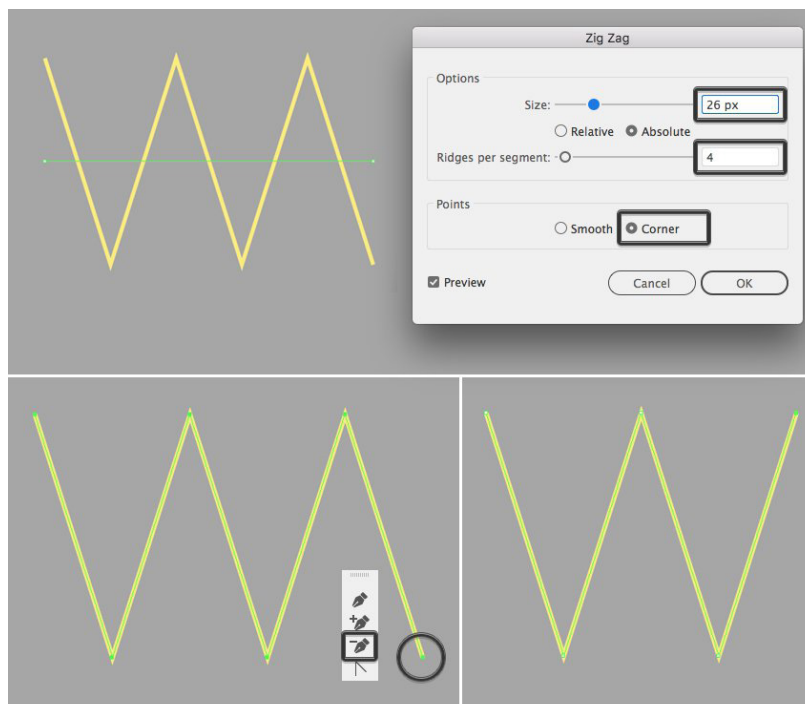 Zig Zag
Options
Size:
26 px
Relative
Absolute
Ridges per segment:
4
Points
Smooth
Corner
Preview
Cancel
OK